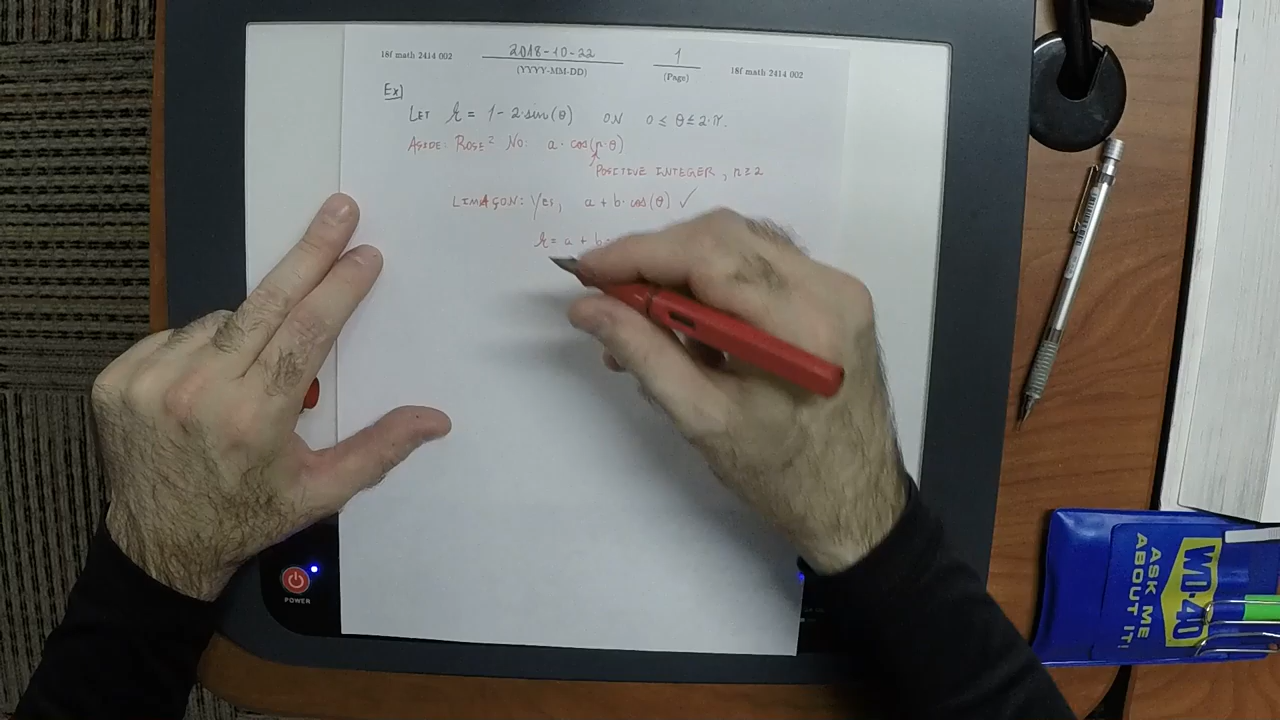 18f math 2414 002 2018-10-22 1 18f math 2414 002
(YYYY-MM-DD) (Page)
Ex]
LET r = 1 - 2·sin(θ) ON 0 ≤ θ ≤ 2·π.
ASIDE: ROSE? NO: a · cos(n·θ)
POSITIVE INTEGER, n≥2
LIMAÇON: YES, a + b · cos(θ) ✓
r = a + b
POWER
WD-40
ASK ME
ABOUT IT!